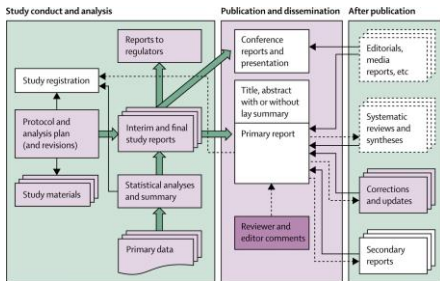 Study conduct and analysis
Publication and dissemination
After publication
Reports to
regulators
Study registration
Protocol and
analysis plan
(and revisions)
Interim and final
study reports
Study materials
Statistical analyses
and summary
Primary data
Conference
reports and
presentation
Title, abstract
with or without
lay summary
Primary report
Reviewer and
editor comments
Editorials,
media
reports, etc
Systematic
reviews and
syntheses
Corrections
and updates
Secondary
reports